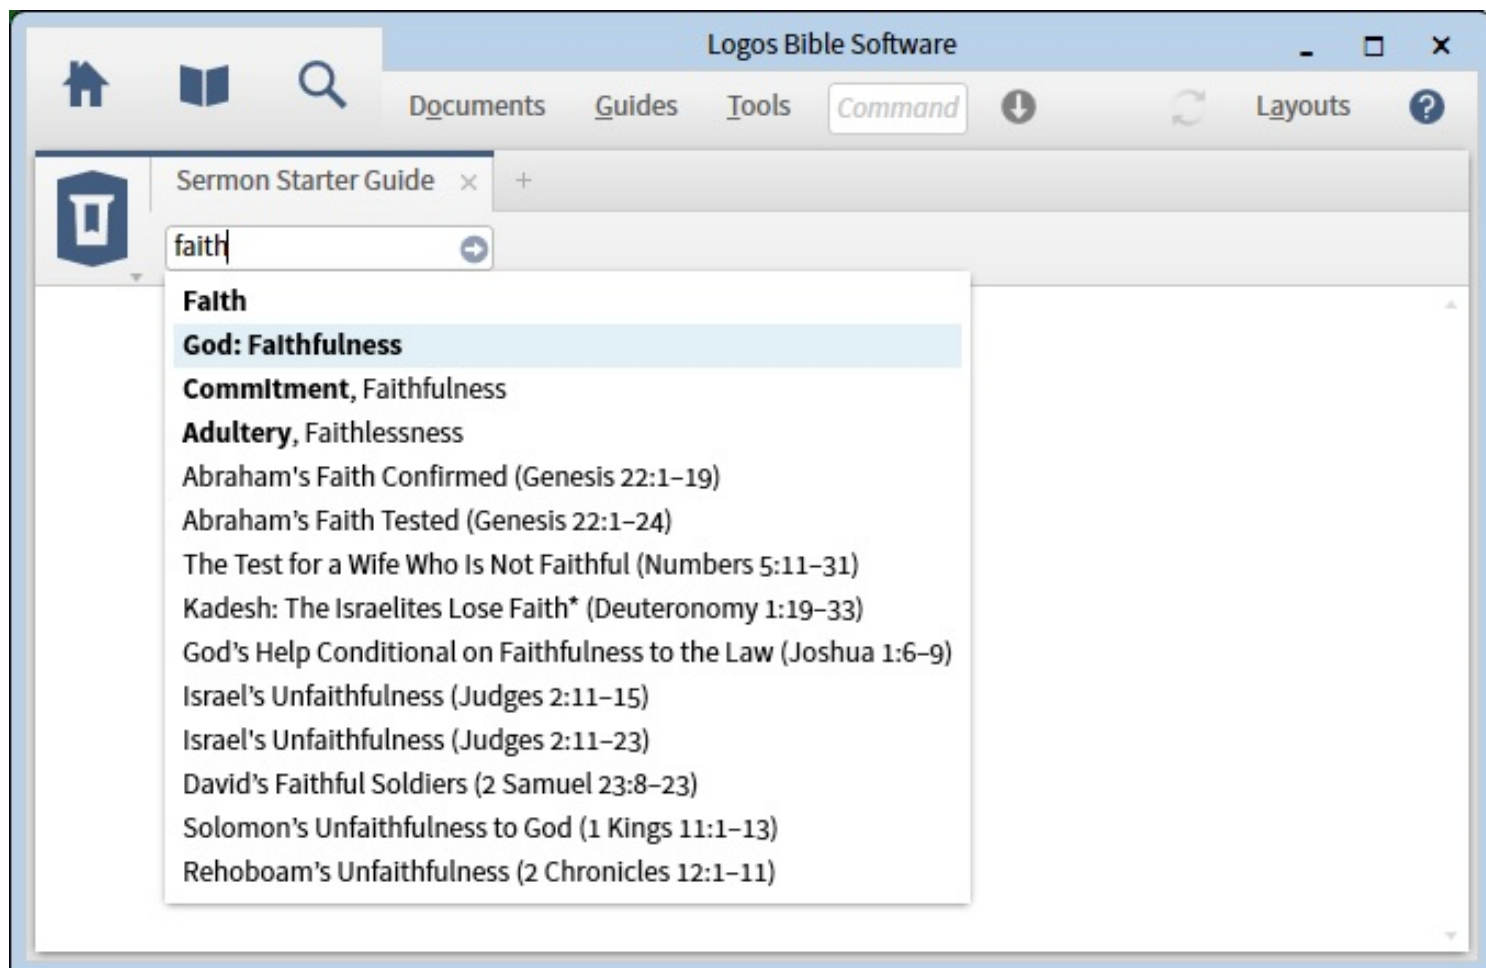 Logos Bible Software
Documents Guides Tools Command Layouts ?
Sermon Starter Guide × +
faith
FaIth
God: FaIthfulness
CommItment, Faithfulness
Adultery, Faithlessness
Abraham's Faith Confirmed (Genesis 22:1–19)
Abraham’s Faith Tested (Genesis 22:1–24)
The Test for a Wife Who Is Not Faithful (Numbers 5:11–31)
Kadesh: The Israelites Lose Faith* (Deuteronomy 1:19–33)
God’s Help Conditional on Faithfulness to the Law (Joshua 1:6–9)
Israel’s Unfaithfulness (Judges 2:11–15)
Israel's Unfaithfulness (Judges 2:11–23)
David’s Faithful Soldiers (2 Samuel 23:8–23)
Solomon’s Unfaithfulness to God (1 Kings 11:1–13)
Rehoboam’s Unfaithfulness (2 Chronicles 12:1–11)